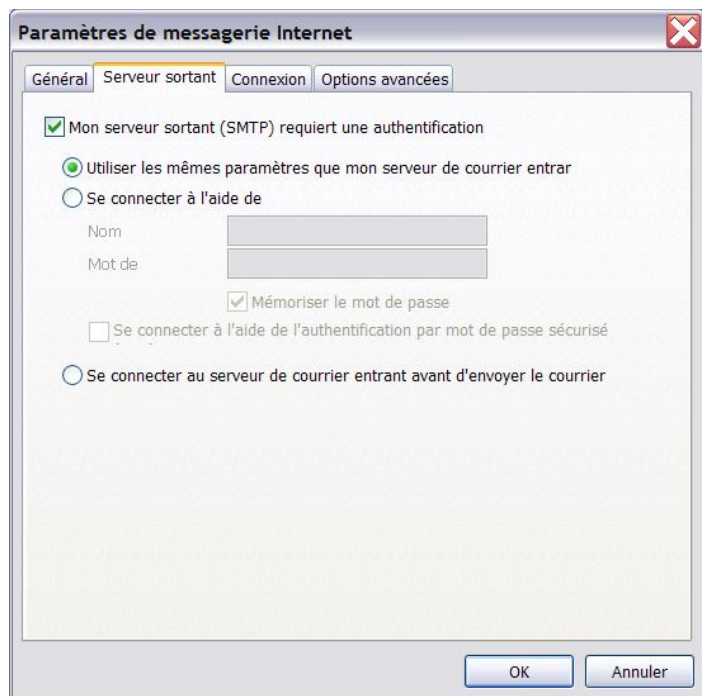 Paramètres de messagerie Internet
Général Serveur sortant Connexion Options avancées
Mon serveur sortant (SMTP) requiert une authentification
Utiliser les mêmes paramètres que mon serveur de courrier entrar
Se connecter à l'aide de
Nom
Mot de
Mémoriser le mot de passe
Se connecter à l'aide de l'authentification par mot de passe sécurisé
Se connecter au serveur de courrier entrant avant d'envoyer le courrier
OK Annuler